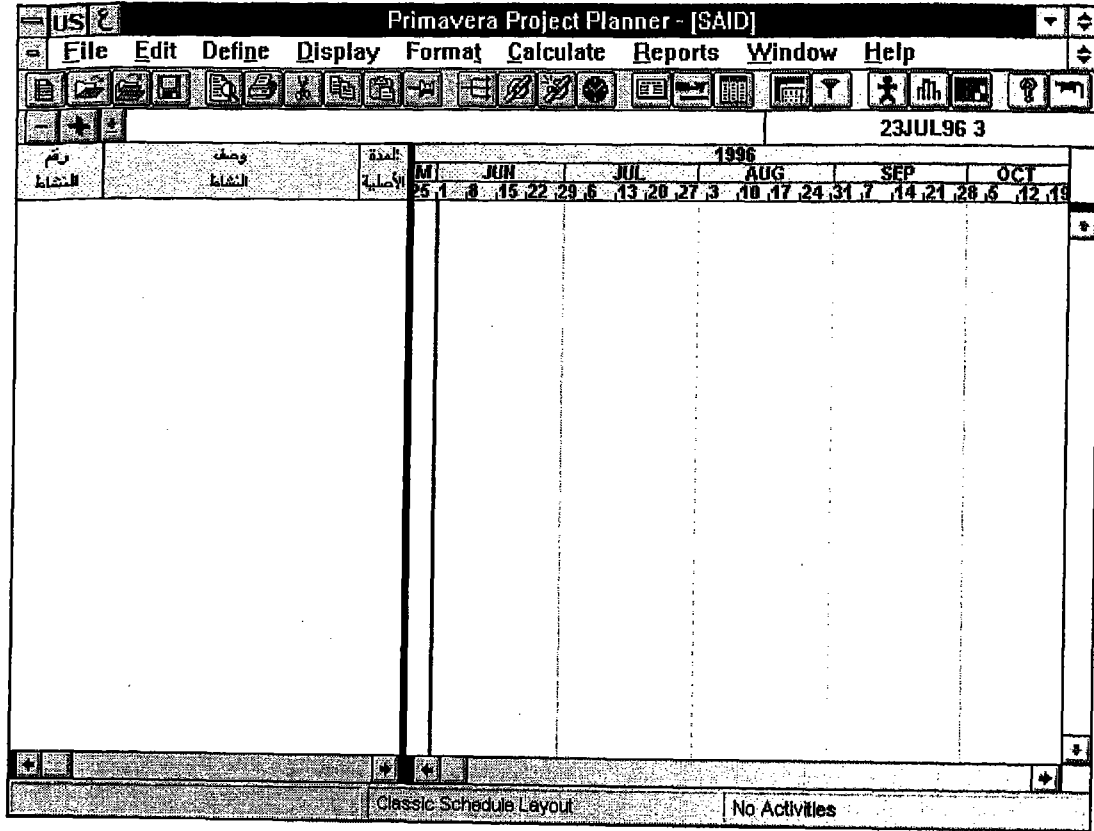 US ع Primavera Project Planner - [SAID]
File Edit Define Display Format Calculate Reports Window Help
23JUL96 3
رقم النشاط
وصف النشاط
المدة الأصلية
1996
M JUN JUL AUG SEP OCT
25 1 8 15 22 29 6 13 20 27 3 10 17 24 31 7 14 21 28 5 12 19
Classic Schedule Layout No Activities